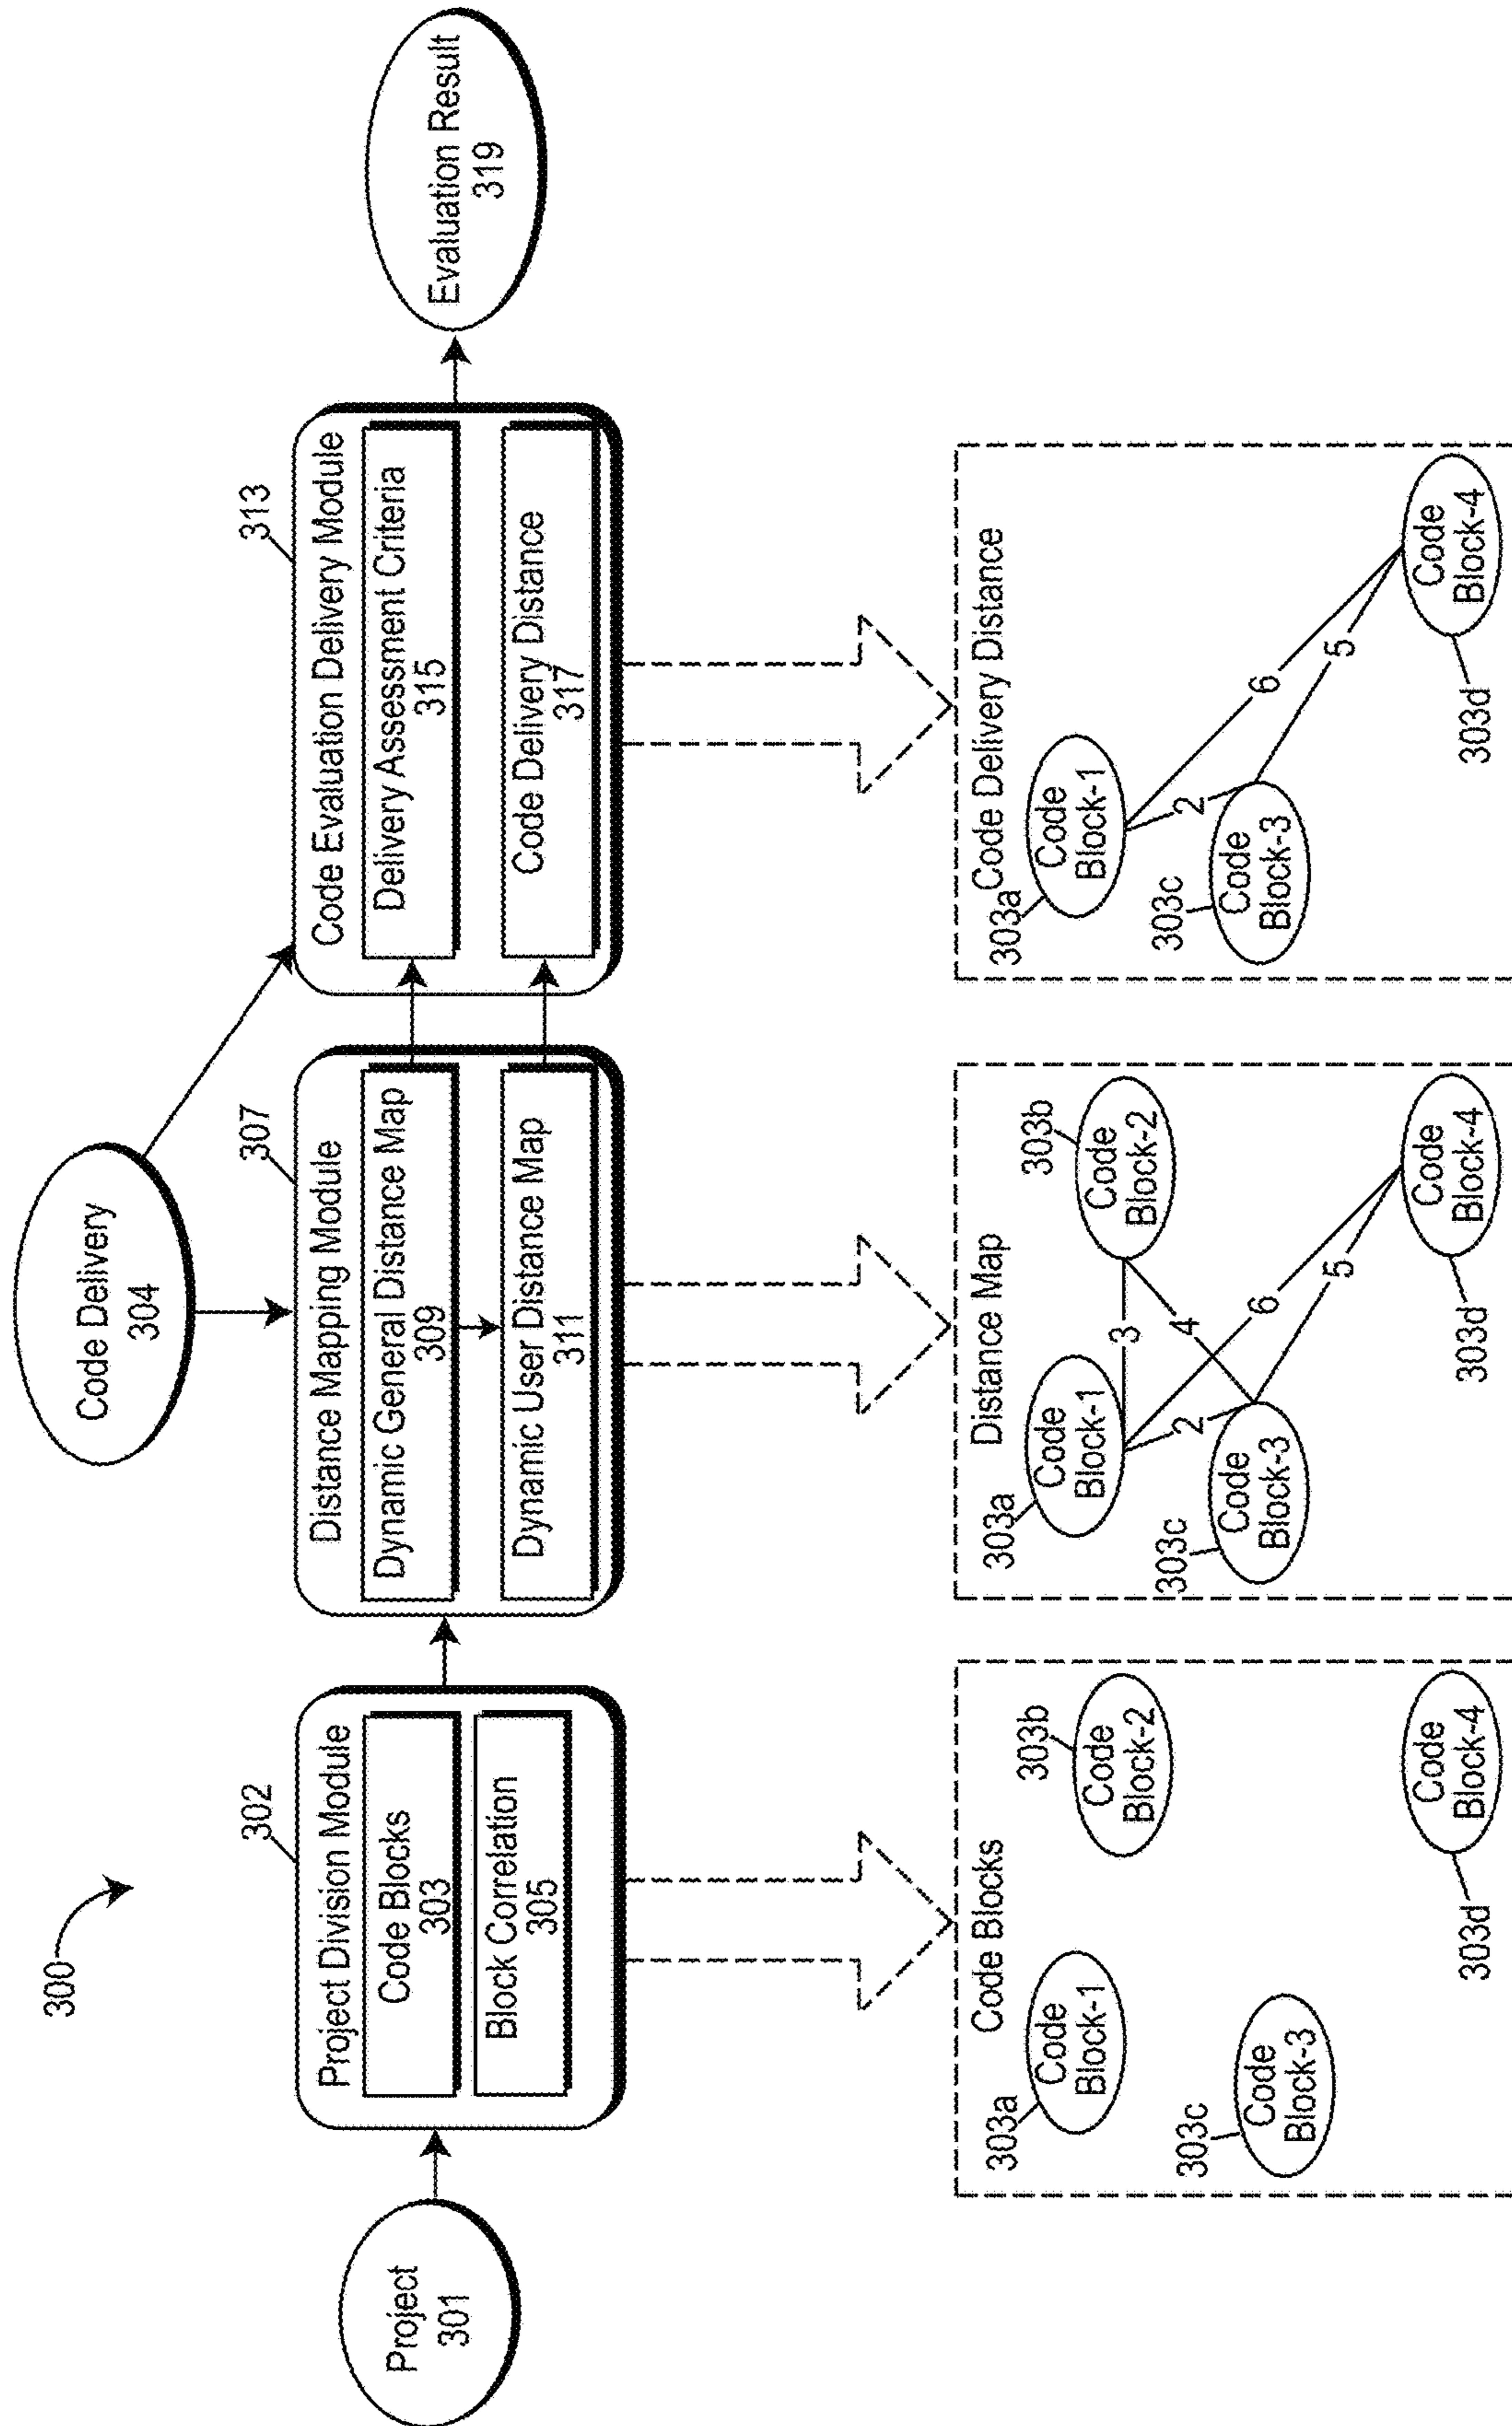 300
Code Delivery
304
Project
301
302
Project Division Module
Code Blocks
303
Block Correlation
305
307
Distance Mapping Module
Dynamic General Distance Map
309
Dynamic User Distance Map
311
313
Code Evaluation Delivery Module
Delivery Assessment Criteria
315
Code Delivery Distance
317
Evaluation Result
319
Code Blocks
303a
Code
Block-1
303b
Code
Block-2
303c
Code
Block-3
303d
Code
Block-4
Distance Map
303a
Code
Block-1
303b
Code
Block-2
3
2
4
6
303c
Code
Block-3
5
303d
Code
Block-4
Code Delivery Distance
303a
Code
Block-1
2
6
303c
Code
Block-3
5
303d
Code
Block-4